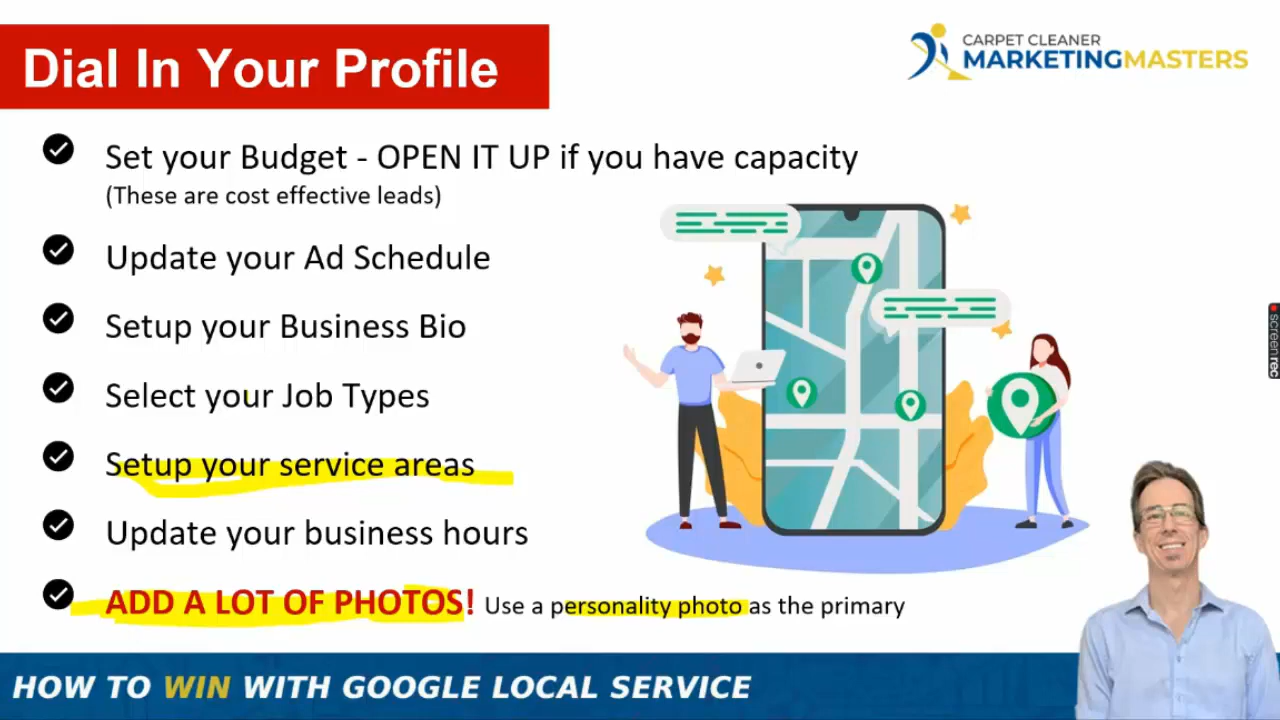 Dial In Your Profile
CARPET CLEANER
MARKETINGMASTERS
Set your Budget - OPEN IT UP if you have capacity
(These are cost effective leads)
Update your Ad Schedule
Setup your Business Bio
Select your Job Types
Setup your service areas
Update your business hours
ADD A LOT OF PHOTOS! Use a personality photo as the primary
screenrec
HOW TO WIN WITH GOOGLE LOCAL SERVICE